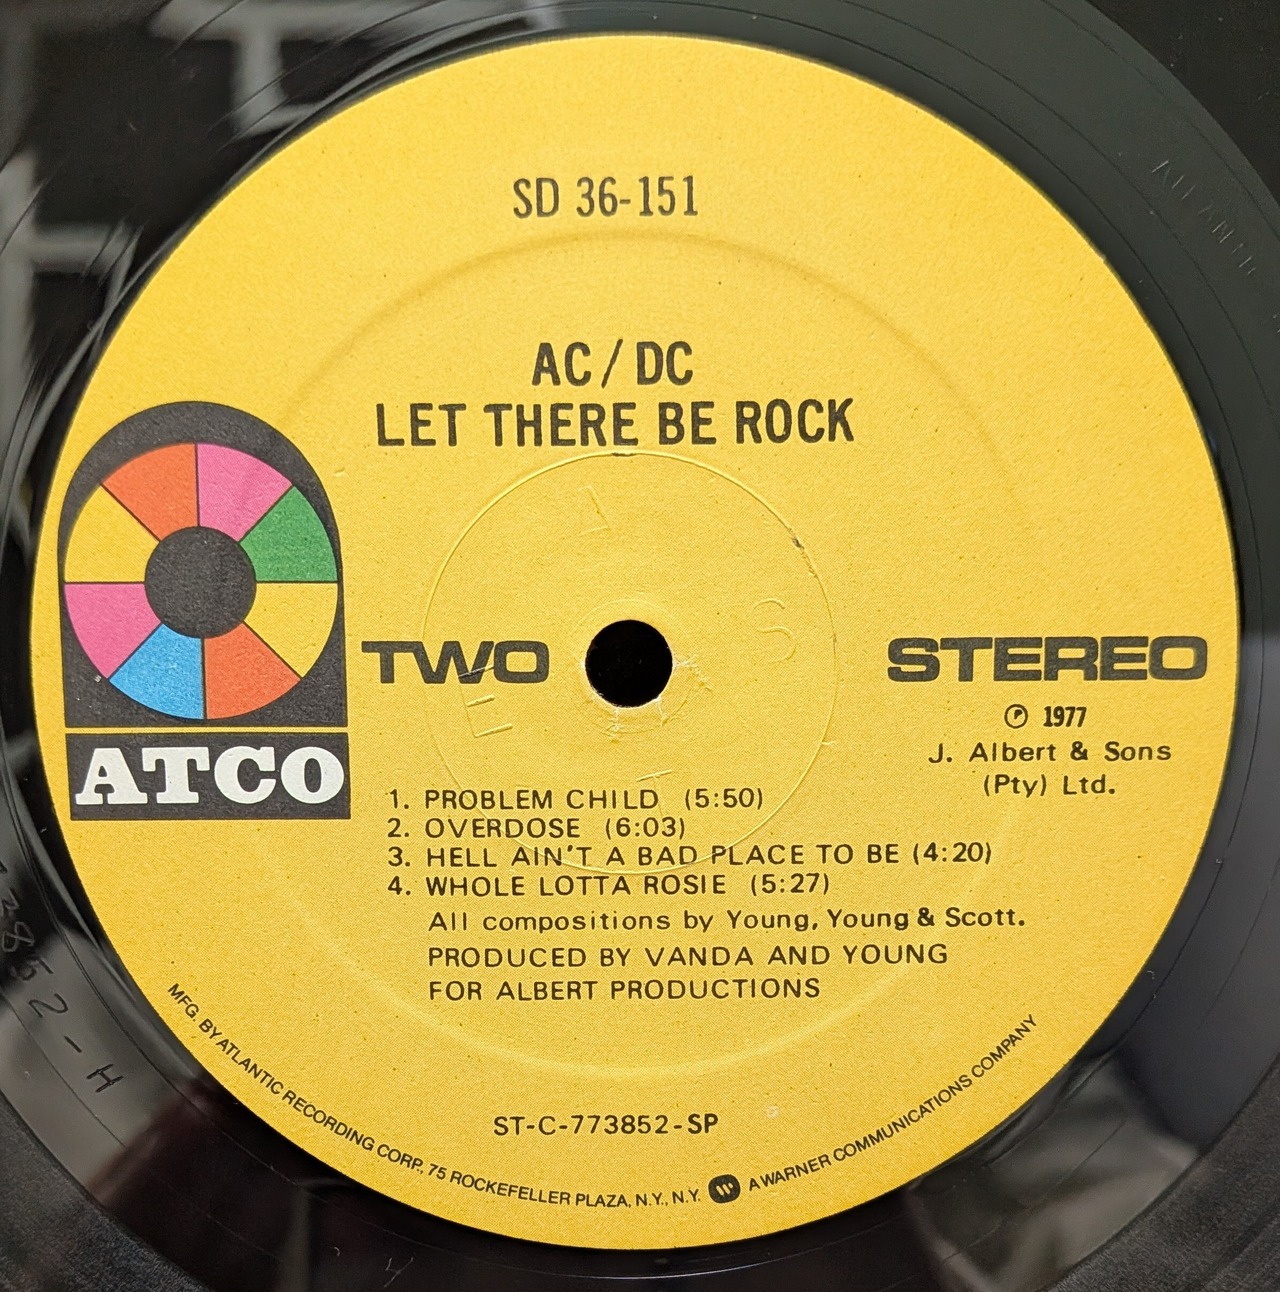 SD 36-151
AC/DC
LET THERE BE ROCK
ATCO
TWO
STEREO
℗ 1977
J. Albert & Sons
(Pty) Ltd.
1. PROBLEM CHILD (5:50)
2. OVERDOSE (6:03)
3. HELL AIN'T A BAD PLACE TO BE (4:20)
4. WHOLE LOTTA ROSIE (5:27)
All compositions by Young, Young & Scott.
PRODUCED BY VANDA AND YOUNG
FOR ALBERT PRODUCTIONS
ST-C-773852-SP
MFG. BY ATLANTIC RECORDING CORP., 75 ROCKEFELLER PLAZA, N.Y., N.Y. W A WARNER COMMUNICATIONS COMPANY